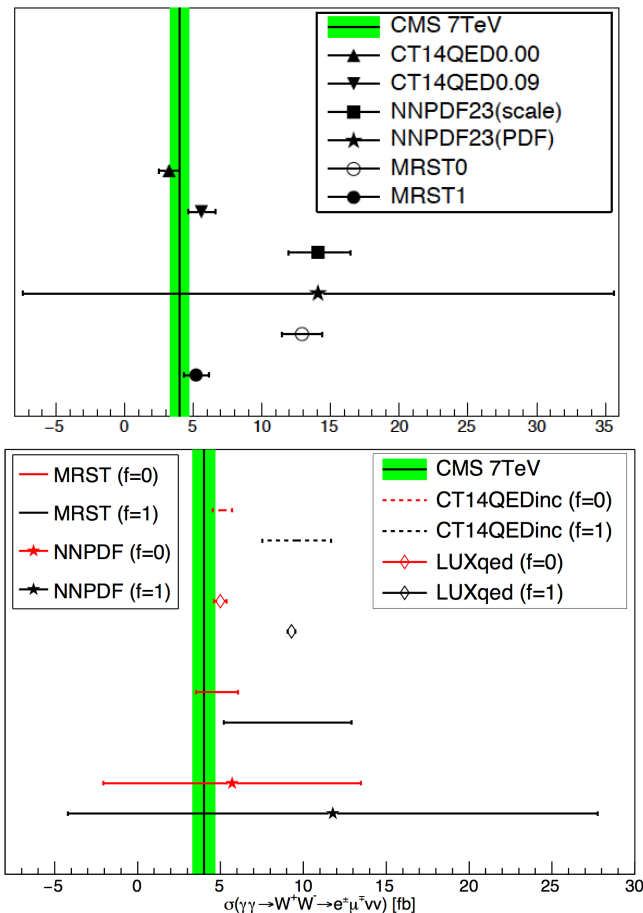 CMS 7TeV
CT14QED0.00
CT14QED0.09
NNPDF23(scale)
NNPDF23(PDF)
MRST0
MRST1
−5 0 5 10 15 20 25 30 35
MRST (f=0)
MRST (f=1)
NNPDF (f=0)
NNPDF (f=1)
CMS 7TeV
CT14QEDinc (f=0)
CT14QEDinc (f=1)
LUXqed (f=0)
LUXqed (f=1)
−5 0 5 10 15 20 25 30
σ(γγ→W⁺W⁻→e±μ∓νν) [fb]